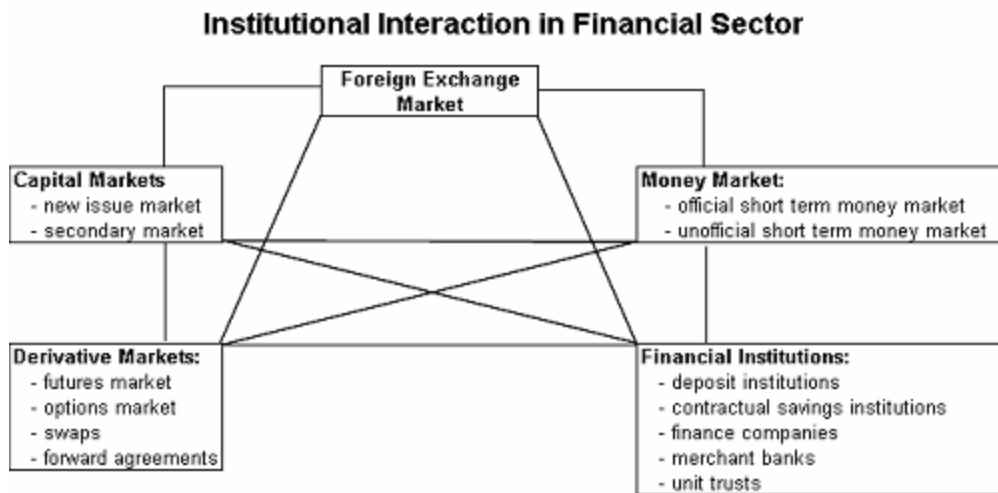 Institutional Interaction in Financial Sector
Foreign Exchange
Market
Capital Markets
- new issue market
- secondary market
Money Market:
- official short term money market
- unofficial short term money market
Derivative Markets:
- futures market
- options market
- swaps
- forward agreements
Financial Institutions:
- deposit institutions
- contractual savings institutions
- finance companies
- merchant banks
- unit trusts